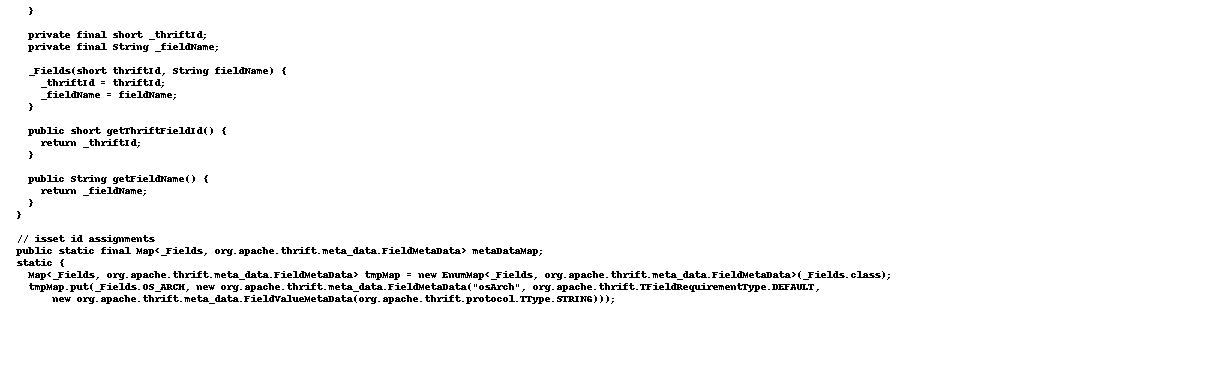 }
private final short _thriftId;
private final String _fieldName;
_Fields(short thriftId, String fieldName) {
_thriftId = thriftId;
_fieldName = fieldName;
}
public short getThriftFieldId() {
return _thriftId;
}
public String getFieldName() {
return _fieldName;
}
}
// isset id assignments
public static final Map<_Fields, org.apache.thrift.meta_data.FieldMetaData> metaDataMap;
static {
Map<_Fields, org.apache.thrift.meta_data.FieldMetaData> tmpMap = new EnumMap<_Fields, org.apache.thrift.meta_data.FieldMetaData>(_Fields.class);
tmpMap.put(_Fields.OS_ARCH, new org.apache.thrift.meta_data.FieldMetaData("osArch", org.apache.thrift.TFieldRequirementType.DEFAULT,
new org.apache.thrift.meta_data.FieldValueMetaData(org.apache.thrift.protocol.TType.STRING)));